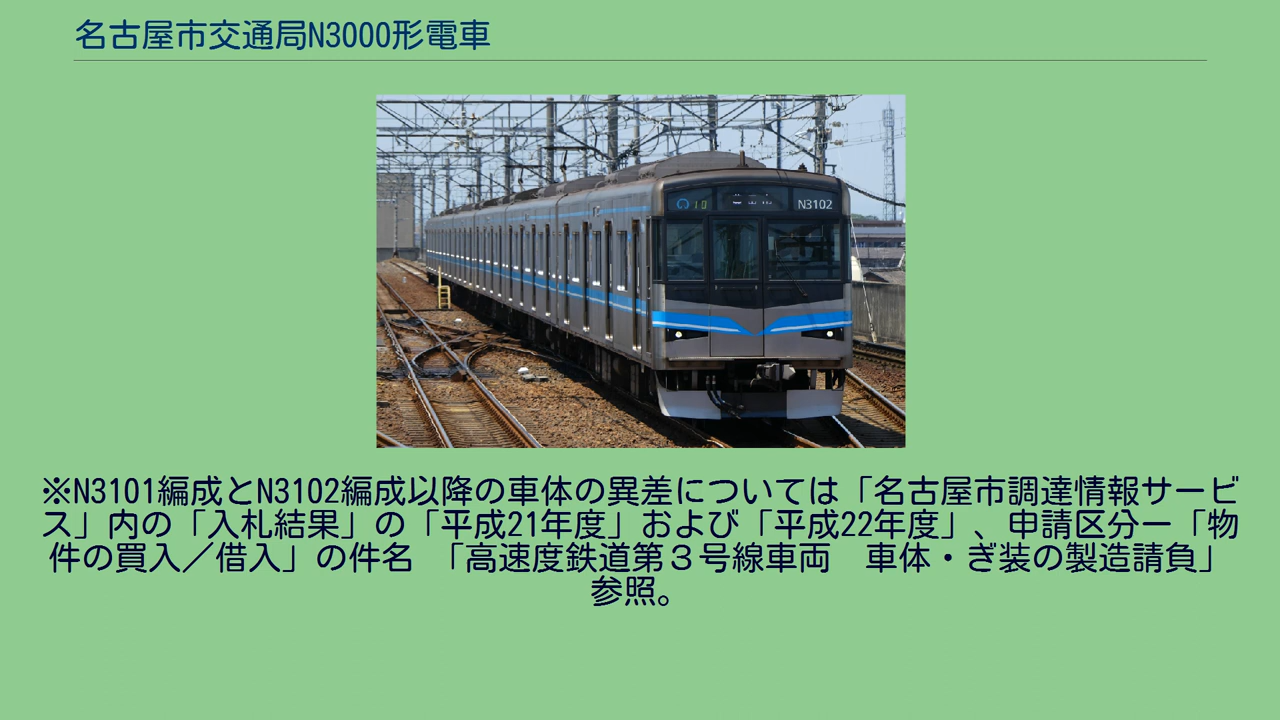 名古屋市交通局N3000形電車
19
N3102
※N3101編成とN3102編成以降の車体の異差については「名古屋市調達情報サービ
ス」内の「入札結果」の「平成21年度」および「平成22年度」、申請区分ー「物
件の買入／借入」の件名　「高速度鉄道第３号線車両　車体・ぎ装の製造請負」
参照。